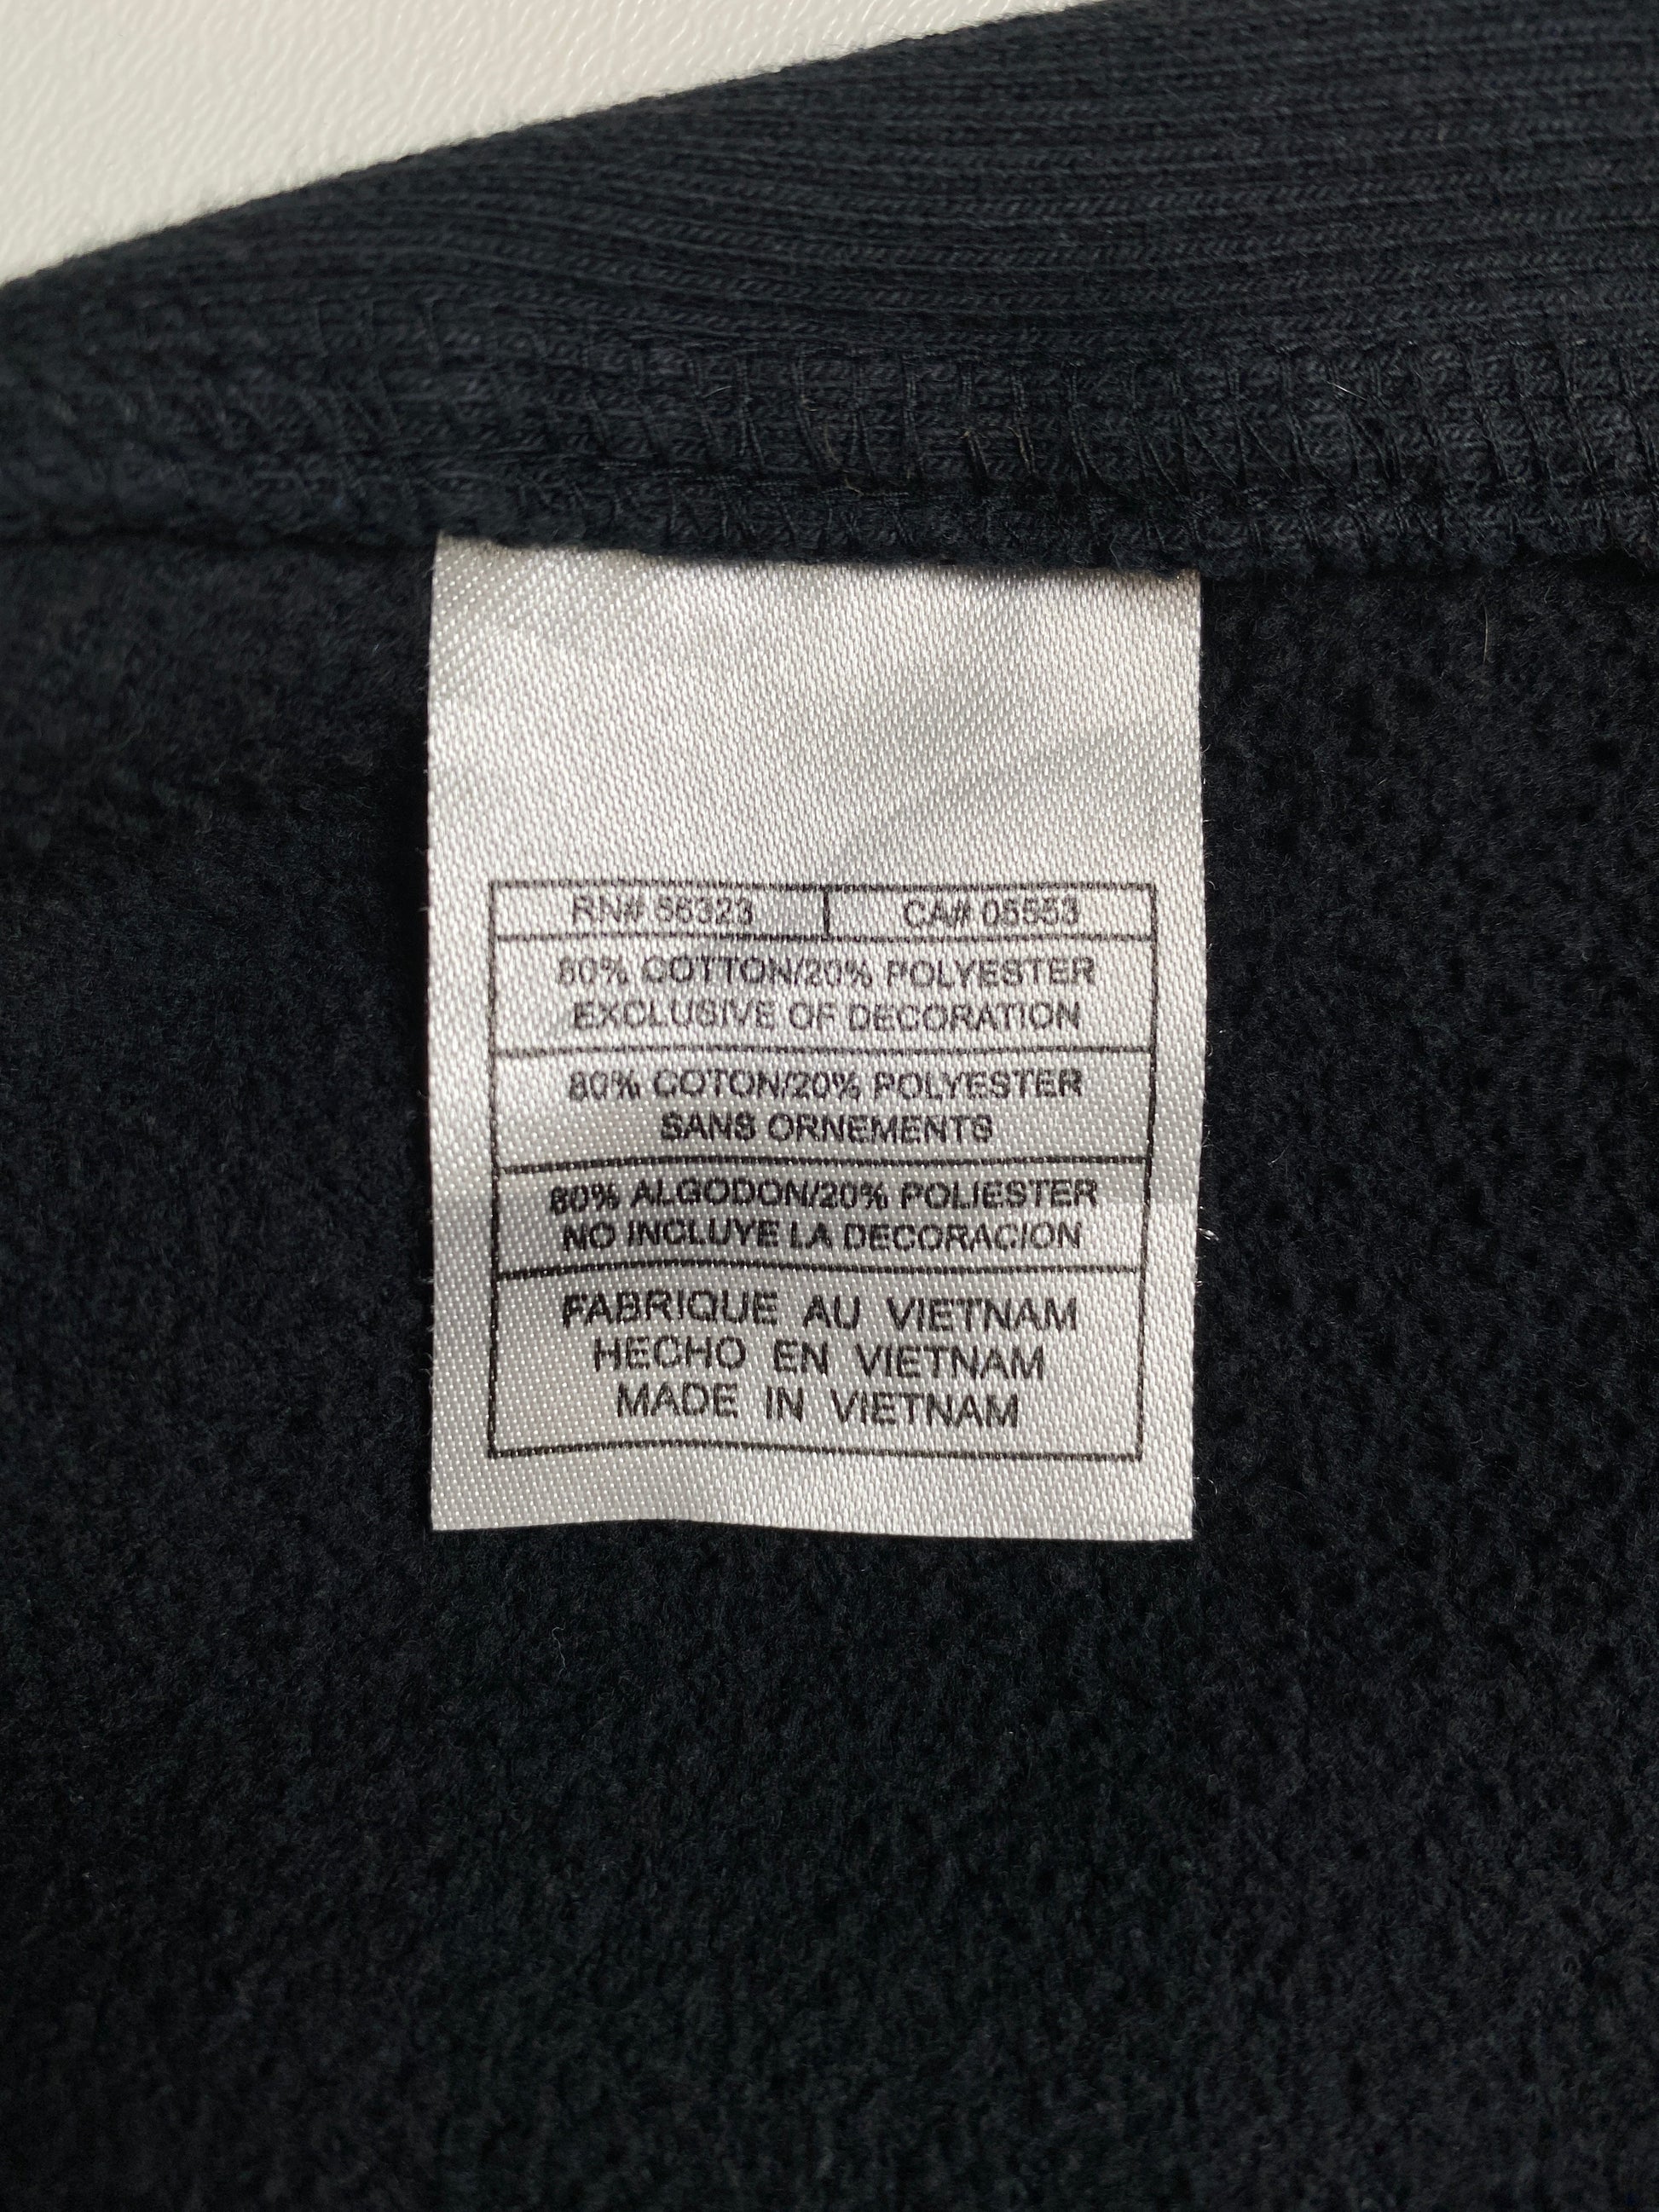 RN# 56323 CA# 05553
80% COTTON/20% POLYESTER
EXCLUSIVE OF DECORATION
80% COTON/20% POLYESTER
SANS ORNEMENTS
80% ALGODON/20% POLIESTER
NO INCLUYE LA DECORACION
FABRIQUE AU VIETNAM
HECHO EN VIETNAM
MADE IN VIETNAM